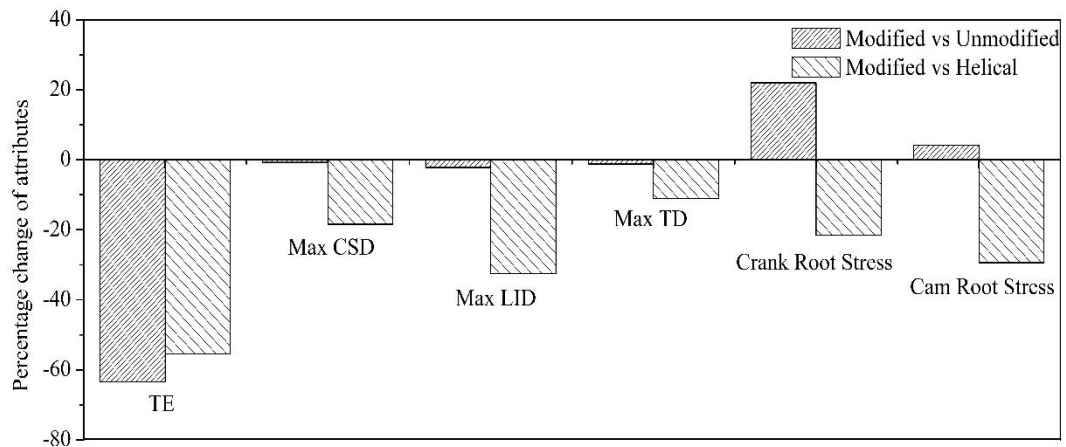 40
20
0
-20
-40
-60
-80
Percentage change of attributes
Modified vs Unmodified
Modified vs Helical
TE
Max CSD
Max LID
Max TD
Crank Root Stress
Cam Root Stress